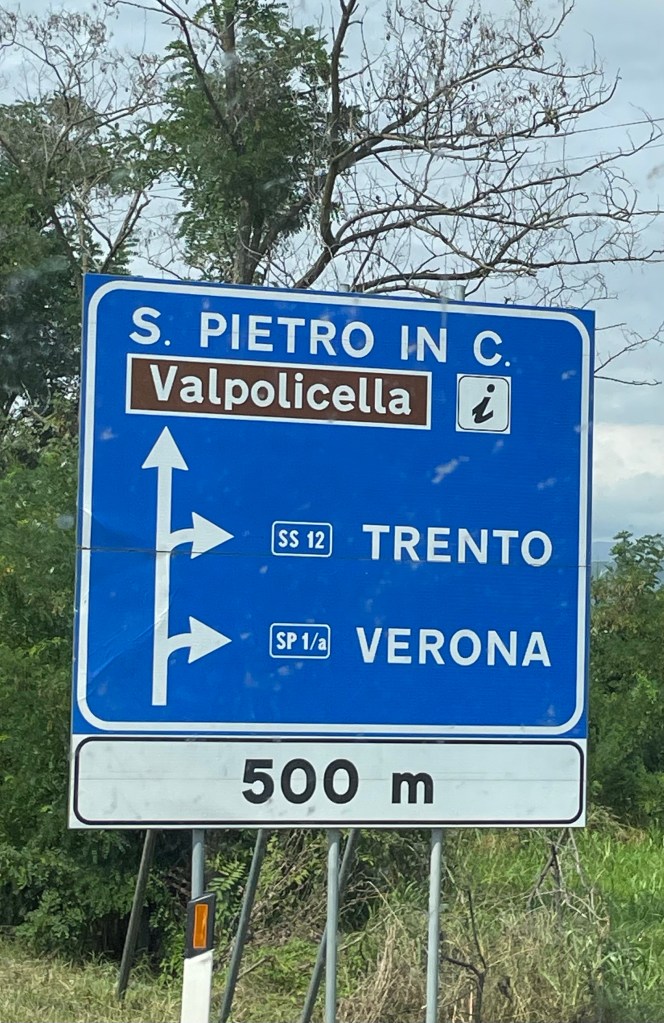 S. PIETRO IN C.
Valpolicella i
SS 12 TRENTO
SP 1/a VERONA
500 m